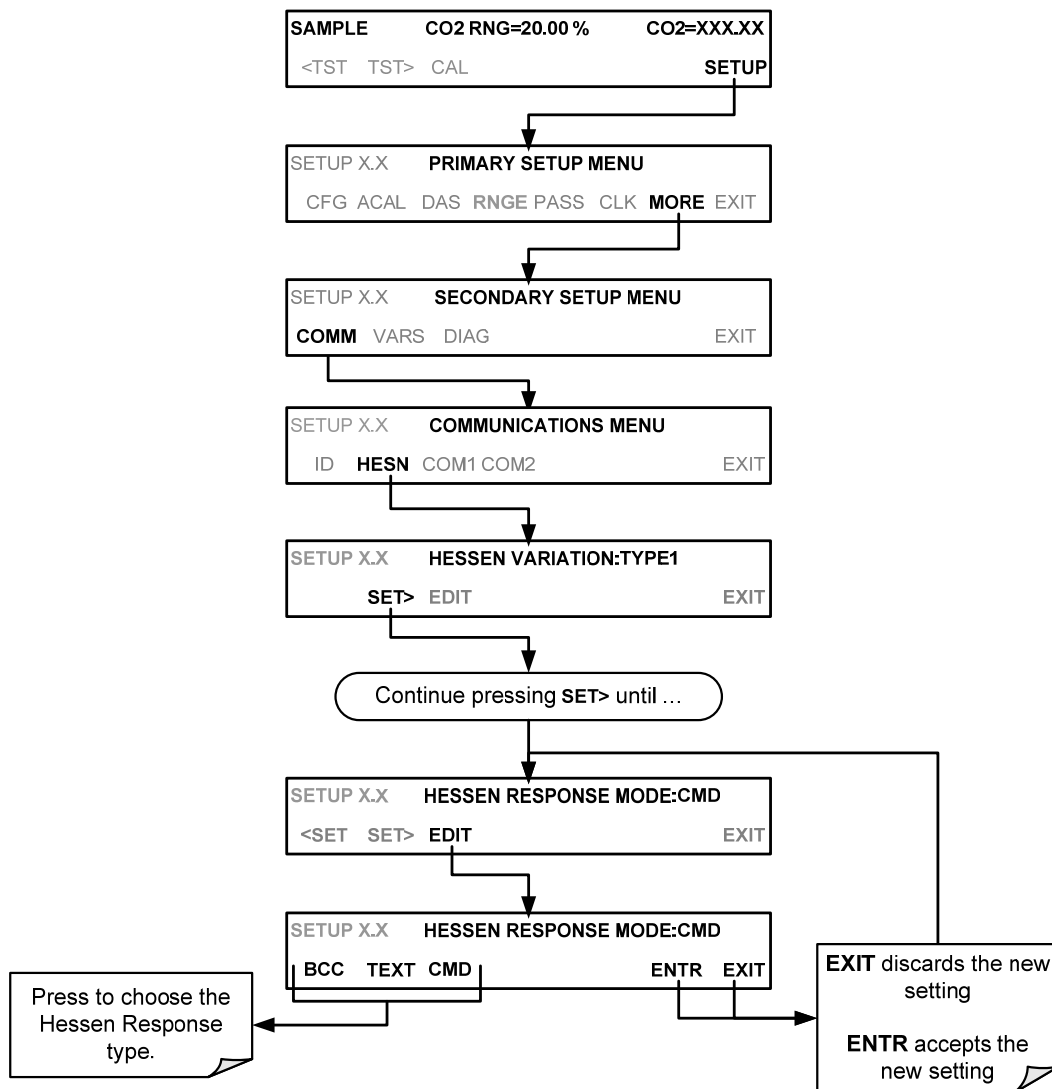 SAMPLE CO2 RNG=20.00 % CO2=XXX.XX
<TST TST> CAL SETUP
SETUP X.X PRIMARY SETUP MENU
CFG ACAL DAS RNGE PASS CLK MORE EXIT
SETUP X.X SECONDARY SETUP MENU
COMM VARS DIAG EXIT
SETUP X.X COMMUNICATIONS MENU
ID HESN COM1 COM2 EXIT
SETUP X.X HESSEN VARIATION:TYPE1
SET> EDIT EXIT
Continue pressing SET> until ...
SETUP X.X HESSEN RESPONSE MODE:CMD
<SET SET> EDIT EXIT
SETUP X.X HESSEN RESPONSE MODE:CMD
BCC TEXT CMD ENTR EXIT
Press to choose the
Hessen Response
type.
EXIT discards the new
setting
ENTR accepts the
new setting